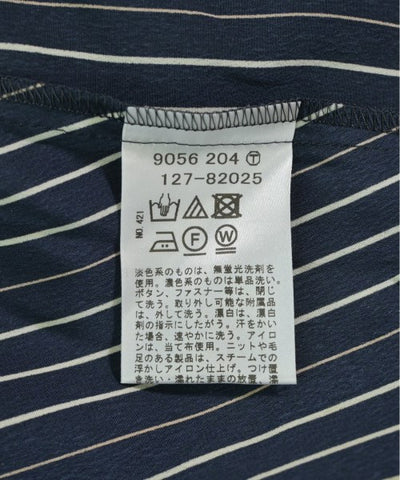 9056 204 Ⓣ
127-82025
NO.421
F W
淡色系のものは、無蛍光洗剤を
使用。濃色系のものは単品洗い。
ボタン、ファスナー等は、閉じ
て洗う。取り外し可能な附属品
は、外して洗う。漂白は、漂白
剤の指示にしたがう。汗をかい
た場合、速やかに洗う。アイロ
ンは、当て布使用。ニットや毛
足のある製品は、スチームでの
浮かしアイロン仕上げ。つけ置
き洗い・濡れたままの放置、濃